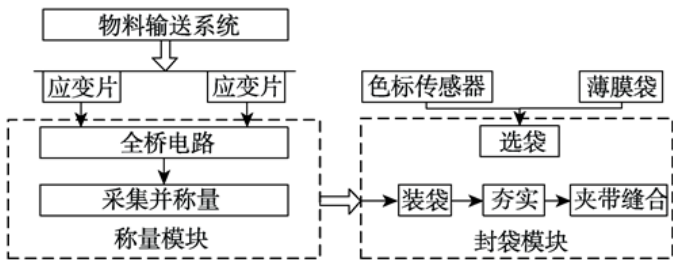 物料输送系统
应变片
应变片
全桥电路
采集并称量
称量模块
色标传感器
薄膜袋
选袋
装袋
夯实
夹带缝合
封袋模块